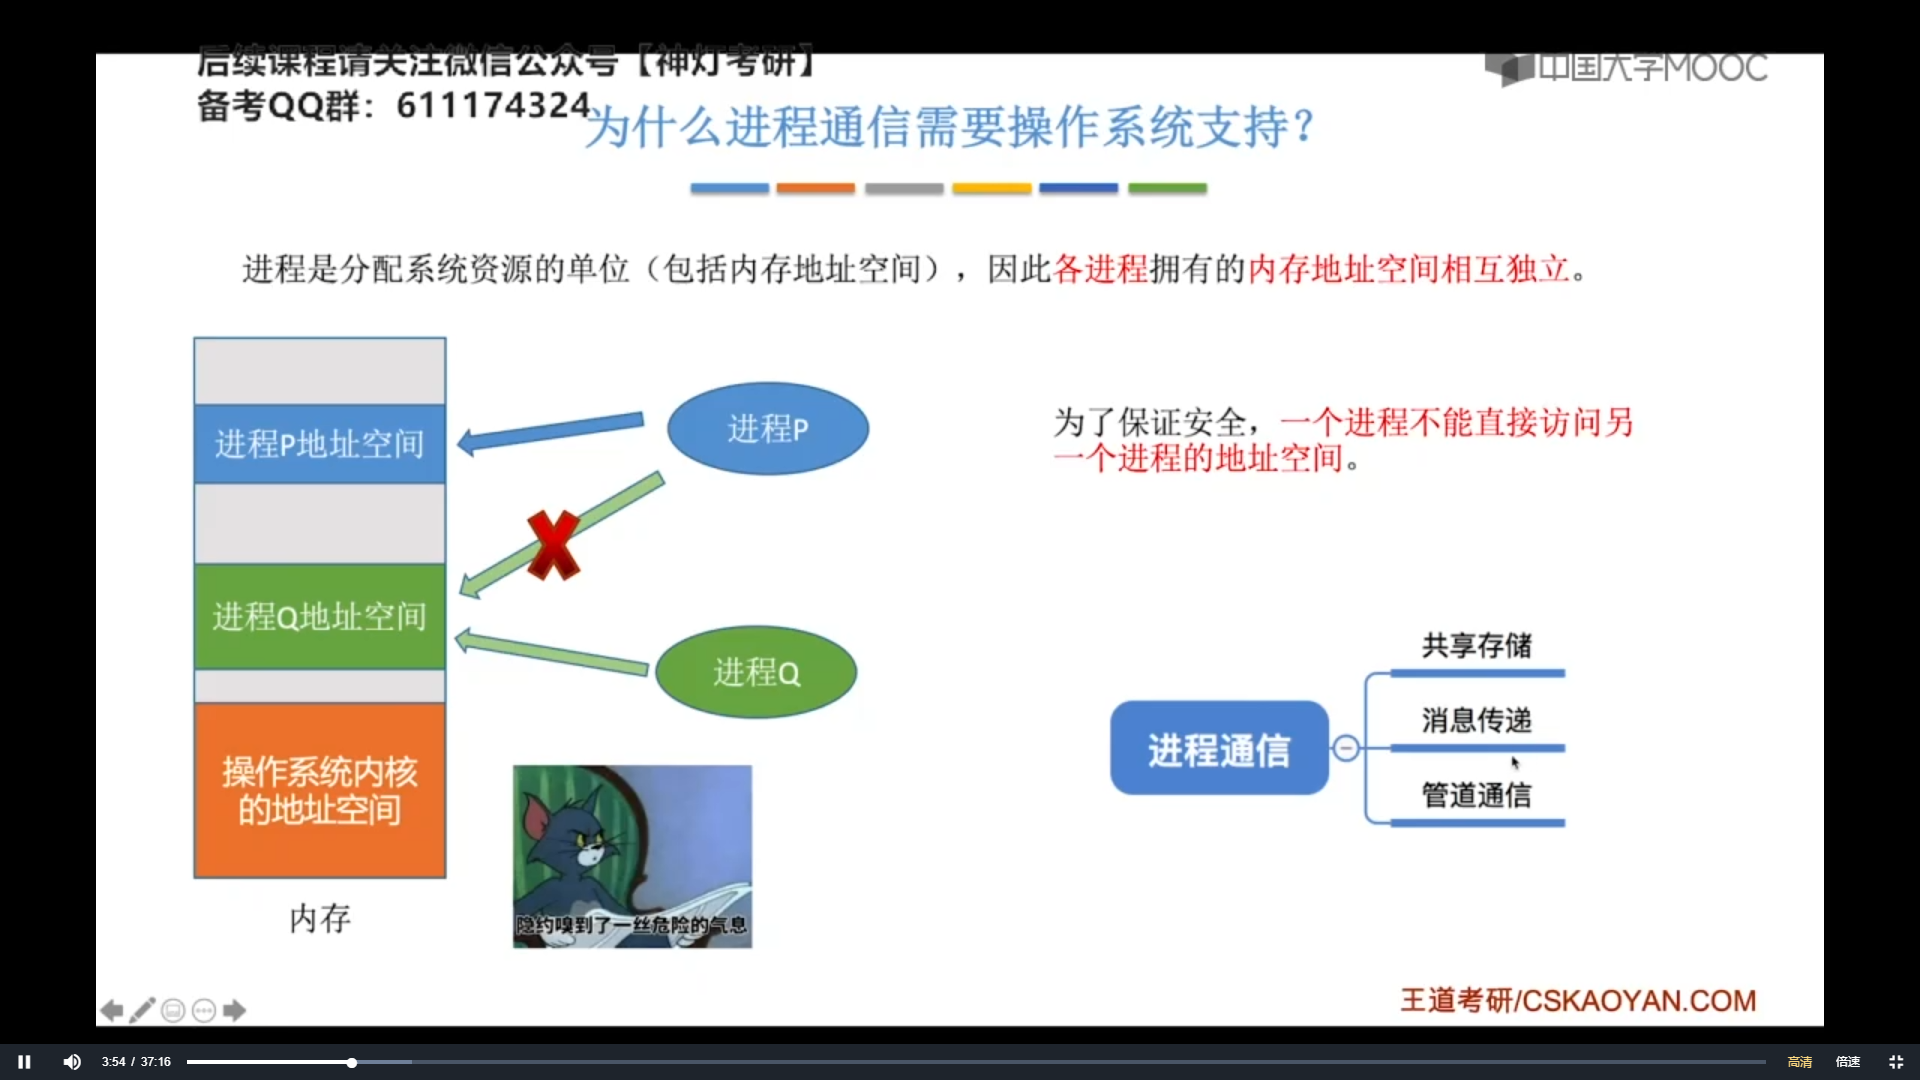 后续课程请关注微信公众号【神灯考研】
备考QQ群：611174324
中国大学MOOC
为什么进程通信需要操作系统支持？
进程是分配系统资源的单位（包括内存地址空间），因此各进程拥有的内存地址空间相互独立。
进程P地址空间
进程Q地址空间
操作系统内核
的地址空间
内存
进程P
进程Q
隐约嗅到了一丝危险的气息
为了保证安全，一个进程不能直接访问另
一个进程的地址空间。
进程通信
共享存储
消息传递
管道通信
王道考研/CSKAOYAN.COM
3:54 / 37:16
高清
倍速